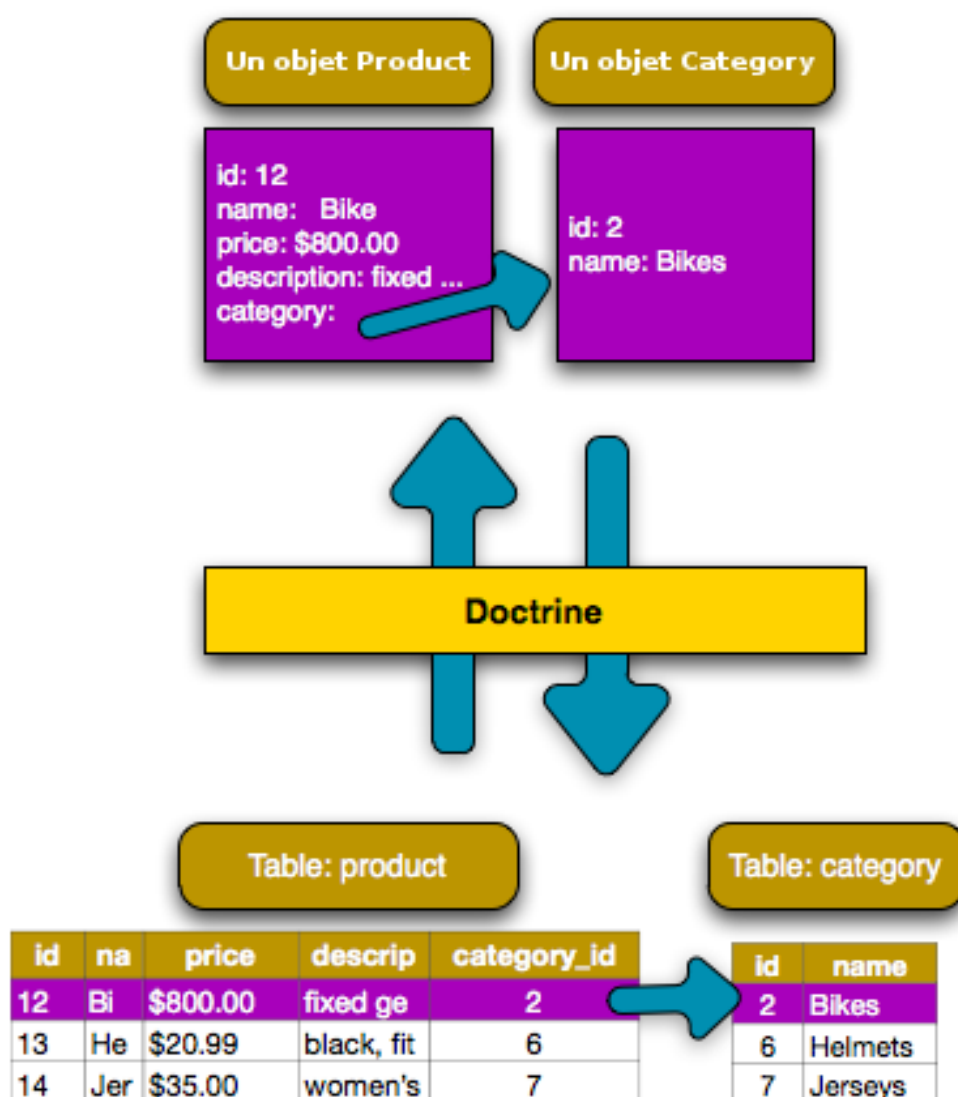 Un objet Product
Un objet Category
id: 12
name: Bike
price: $800.00
description: fixed ...
category:
id: 2
name: Bikes
Doctrine
Table: product
Table: category
id na price descrip category_id
12 Bi $800.00 fixed ge 2
13 He $20.99 black, fit 6
14 Jer $35.00 women's 7
id name
2 Bikes
6 Helmets
7 Jerseys